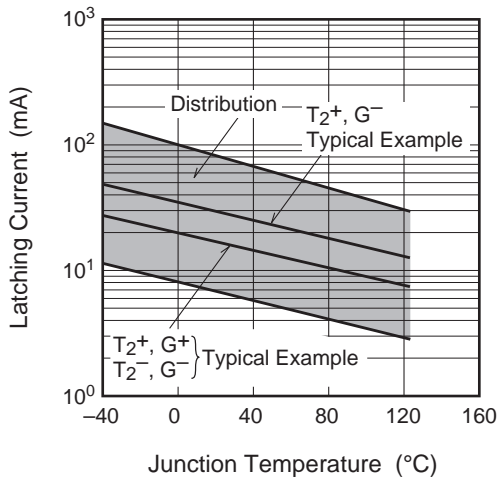 Latching Current (mA)
10³
10²
10¹
10⁰
Distribution
T₂⁺, G⁻
Typical Example
T₂⁺, G⁺
T₂⁻, G⁻
} Typical Example
–40 0 40 80 120 160
Junction Temperature (°C)